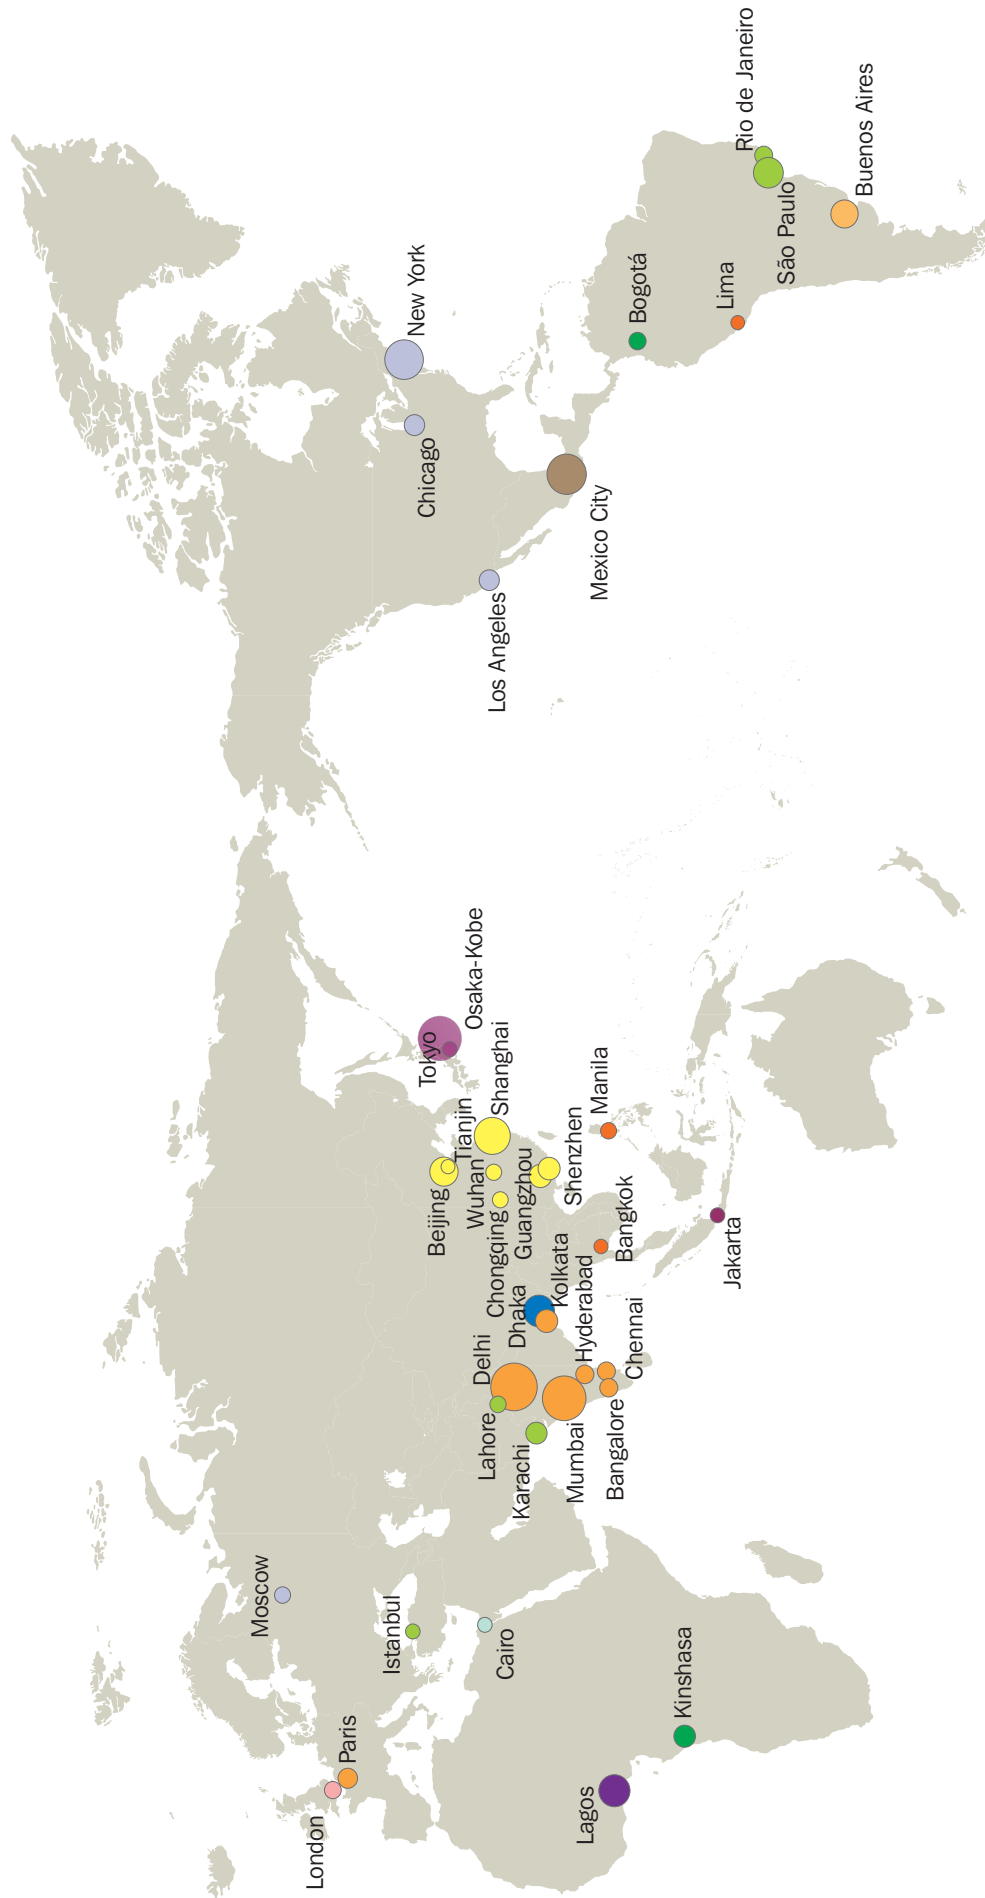 London
Paris
Moscow
Istanbul
Cairo
Lagos
Kinshasa
Lahore
Karachi
Delhi
Mumbai
Bangalore
Hyderabad
Chennai
Dhaka
Kolkata
Bangkok
Jakarta
Manila
Chongqing
Guangzhou
Shenzhen
Wuhan
Beijing
Tianjin
Shanghai
Tokyo
Osaka-Kobe
Los Angeles
Chicago
New York
Mexico City
Bogotá
Lima
São Paulo
Rio de Janeiro
Buenos Aires